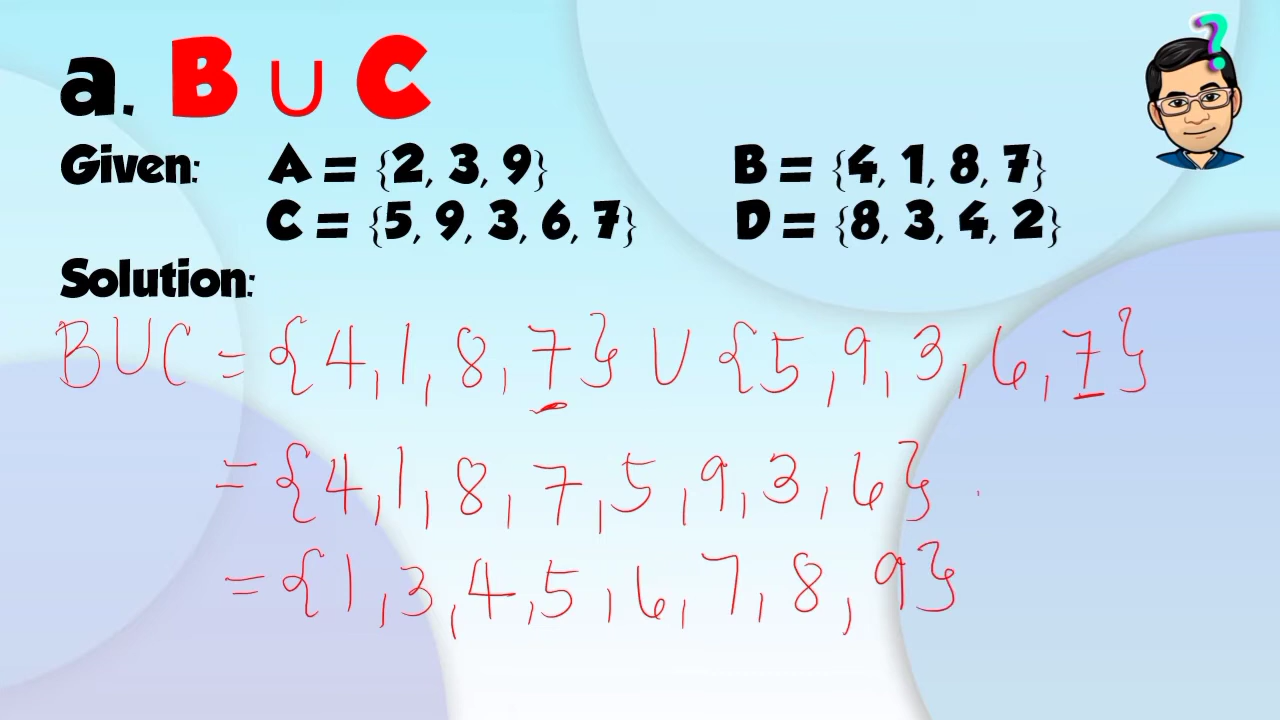 a. B ∪ C
Given: A = {2, 3, 9} B = {4, 1, 8, 7}
C = {5, 9, 3, 6, 7} D = {8, 3, 4, 2}
Solution:
B∪C = {4, 1, 8, 7} ∪ {5, 9, 3, 6, 7}
= {4, 1, 8, 7, 5, 9, 3, 6}
= {1, 3, 4, 5, 6, 7, 8, 9}
?